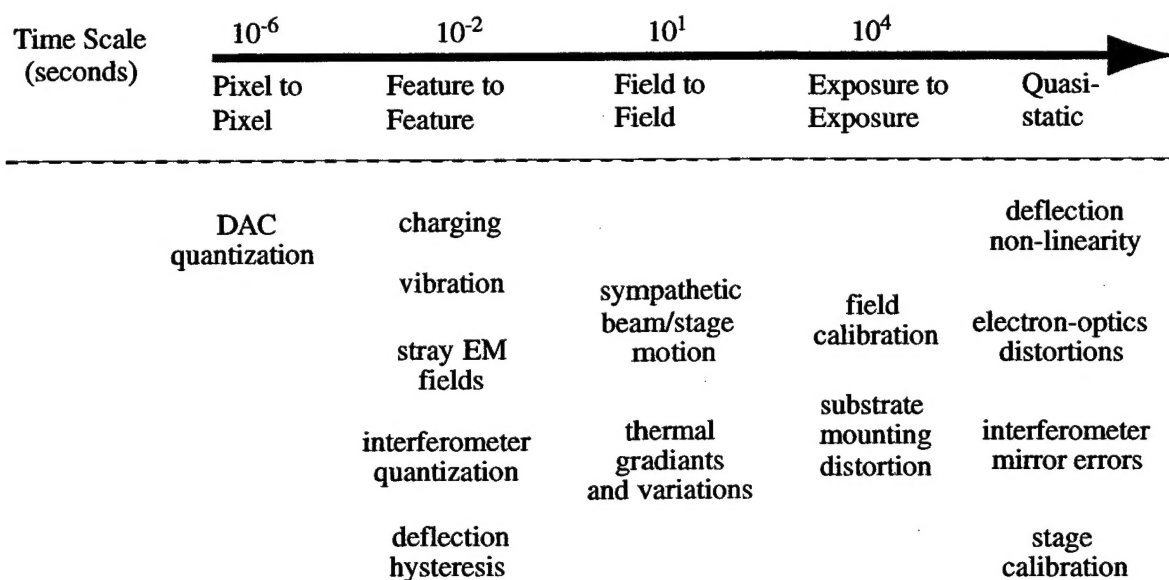 Time Scale
(seconds)
10-6
10-2
101
104
Pixel to
Pixel
Feature to
Feature
Field to
Field
Exposure to
Exposure
Quasi-
static
DAC
quantization
charging
vibration
stray EM
fields
interferometer
quantization
deflection
hysteresis
sympathetic
beam/stage
motion
thermal
gradiants
and variations
field
calibration
substrate
mounting
distortion
deflection
non-linearity
electron-optics
distortions
interferometer
mirror errors
stage
calibration